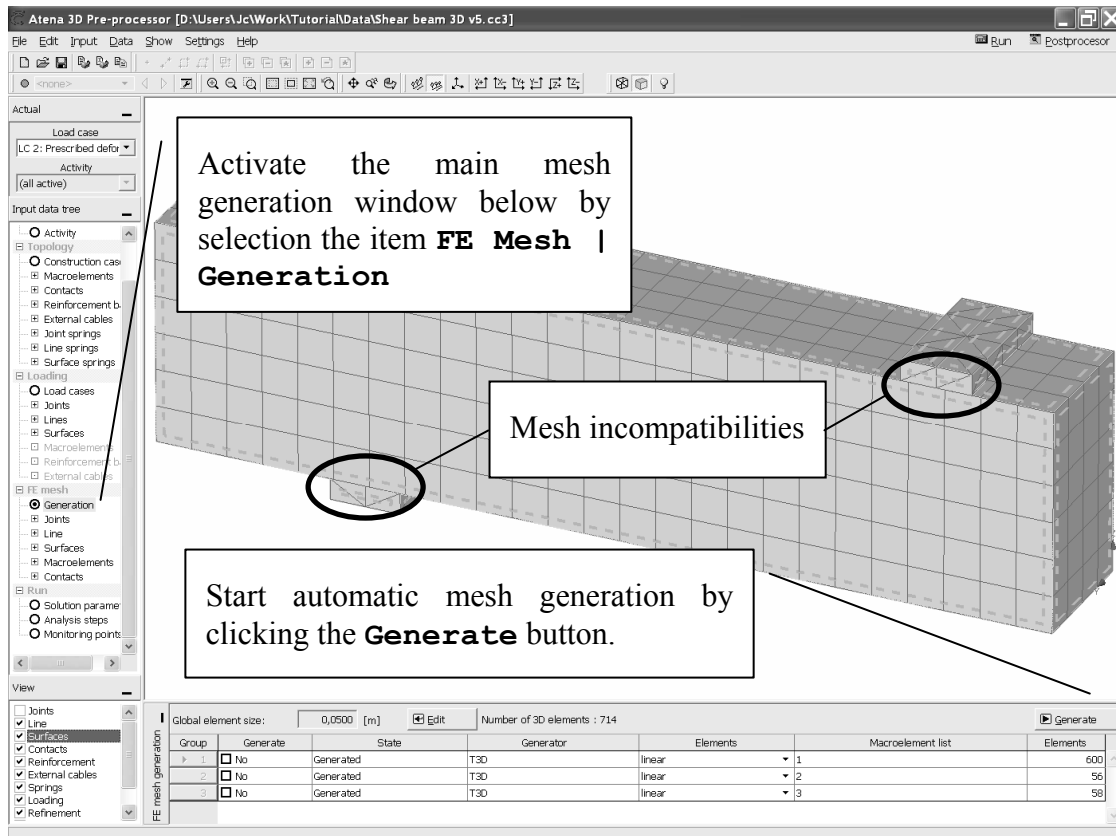 Atena 3D Pre-processor [D:\Users\Jc\Work\Tutorial\Data\Shear beam 3D v5.cc3]
File Edit Input Data Show Settings Help
Run Postprocesor
<none>
Actual
Load case
LC 2: Prescribed defor
Activity
(all active)
Input data tree
Activity
Topology
Construction case
Macroelements
Contacts
Reinforcement b
External cables
Joint springs
Line springs
Surface springs
Loading
Load cases
Joints
Lines
Surfaces
Macroelements
Reinforcement b
External cables
FE mesh
Generation
Joints
Line
Surfaces
Macroelements
Contacts
Run
Solution parame
Analysis steps
Monitoring points
View
Joints
Line
Surfaces
Contacts
Reinforcement
External cables
Springs
Loading
Refinement
Activate the main mesh
generation window below by
selection the item FE Mesh |
Generation
Mesh incompatibilities
Start automatic mesh generation by
clicking the Generate button.
FE mesh generation
Global element size: 0,0500 [m] Edit Number of 3D elements : 714 Generate
Group Generate State Generator Elements Macroelement list Elements
1 No Generated T3D linear 1 600
2 No Generated T3D linear 2 56
3 No Generated T3D linear 3 58